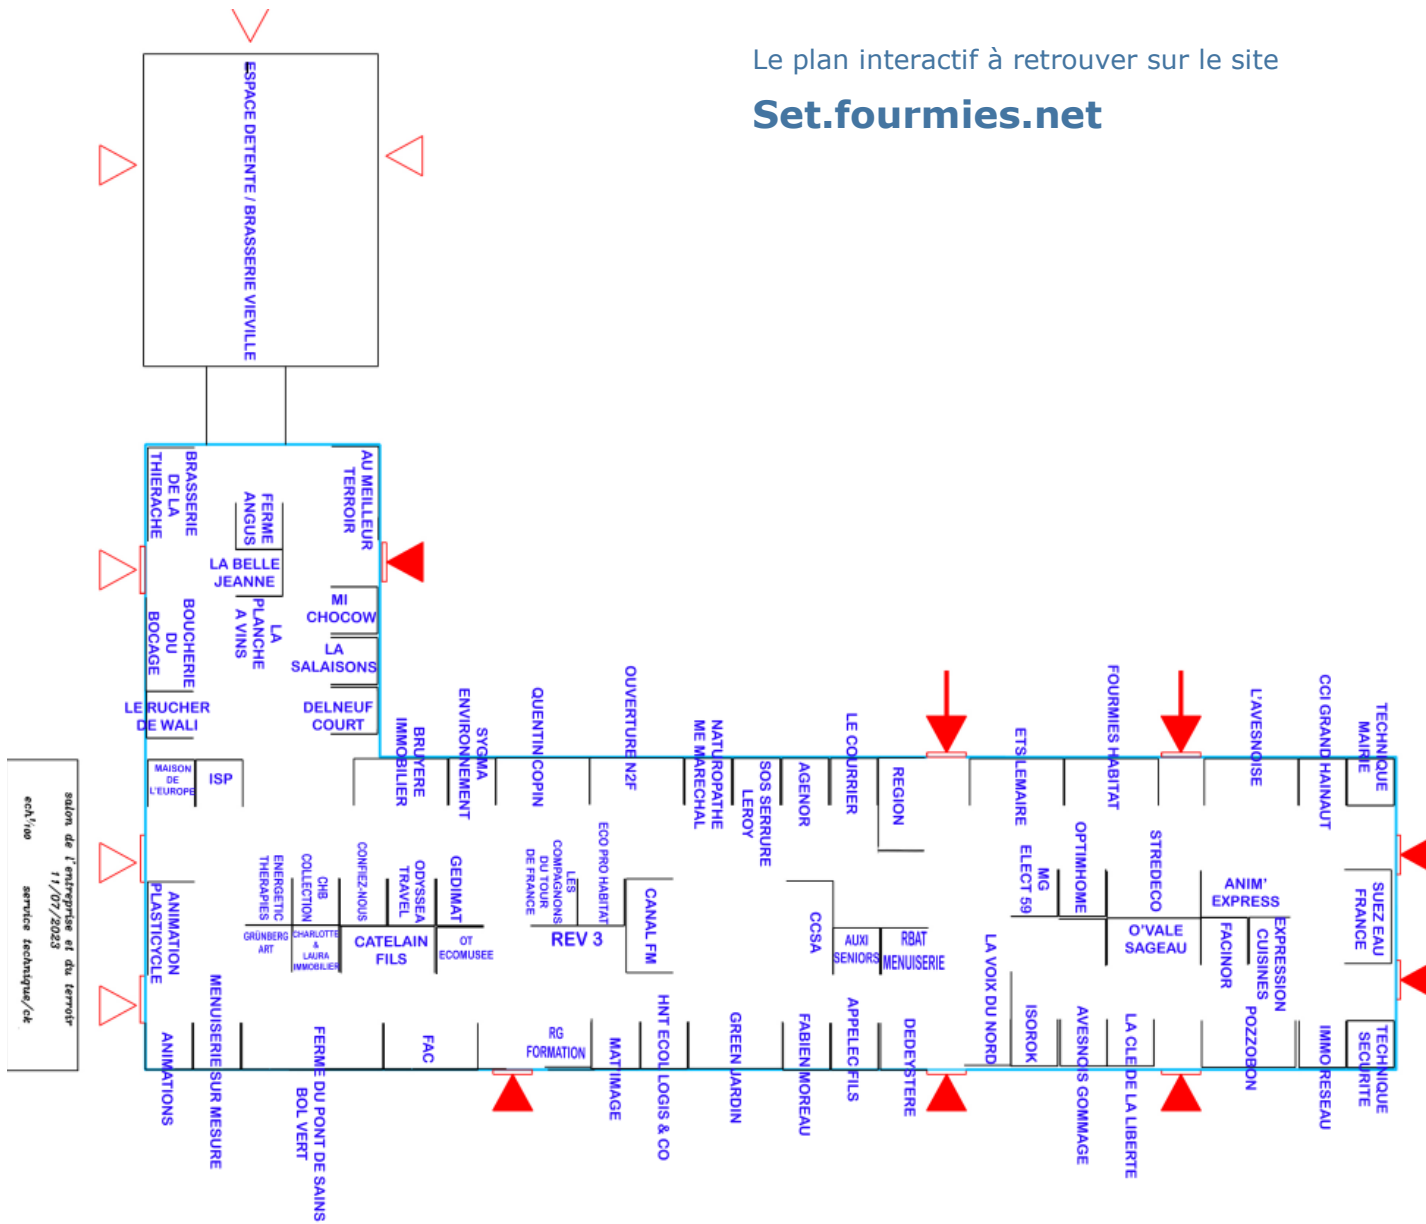 Le plan interactif à retrouver sur le site
Set.fourmies.net
ESPACE DETENTE / BRASSERIE VIEVILLE
BRASSERIE
DE LA
THIERACHE
FERME
ANGUS
AU MEILLEUR
TERROIR
LA BELLE
JEANNE
LA
PLANCHE
A VINS
MI
CHOCOW
BOUCHERIE
DU
BOCAGE
LA
SALAISONS
LE RUCHER
DE WALI
DELNEUF
COURT
MAISON
DE
L'EUROPE
ISP
BRUYERE
IMMOBILIER
SYGMA
ENVIRONNEMENT
QUENTIN COPIN
OUVERTURE N2F
NATUROPATHE
ME MARECHAL
SOS SERRURE
LEROY
AGENOR
LE COURRIER
REGION
ETS LEMAIRE
FOURMIES HABITAT
L'AVESNOISE
CCI GRAND HAINAUT
TECHNIQUE
MAIRIE
ANIMATION
PLASTICYCLE
ENERGETIC
THERAPIES
CHB
COLLECTION
CONFIEZ-NOUS
ODYSSEA
TRAVEL
GEDIMAT
LES
COMPAGNONS
DU TOUR
DE FRANCE
ECO PRO HABITAT
CANAL FM
CCSA
MG
ELECT 59
OPTIMHOME
STREDECO
ANIM'
EXPRESS
SUEZ EAU
FRANCE
GRÜNBERG
ART
CHARLOTTE
&
LAURA
IMMOBILIER
CATELAIN
FILS
OT
ECOMUSEE
REV 3
AUXI
SENIORS
RBAT
MENUISERIE
O'VALE
SAGEAU
FACINOR
EXPRESSION
CUISINES
ANIMATIONS
MENUISERIE SUR MESURE
FERME DU PONT DE SAINS
BOL VERT
FAC
RG
FORMATION
MATTIMAGE
HNT ECOL LOGIS & CO
GREEN JARDIN
FABIEN MOREAU
APPELEC FILS
DEDEYSTERE
LA VOIX DU NORD
ISOROK
AVESNOIS GOMMAGE
LA CLE DE LA LIBERTE
POZZOBON
IMMO RESEAU
TECHNIQUE
SECURITE
salon de l'entreprise et du terroir
11/07/2023
ech¹/100 service technique/ck